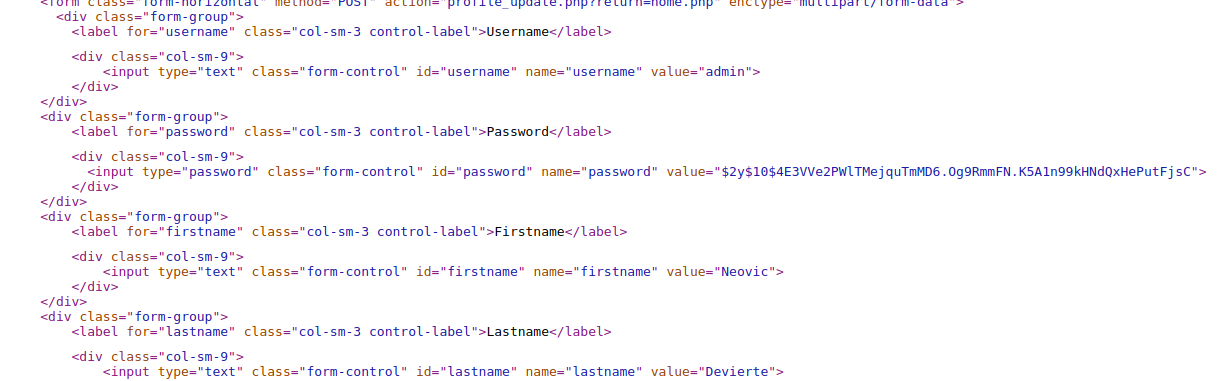 <form class="form-horizontal" method="POST" action="profile_update.php?return=home.php" enctype="multipart/form-data">
<div class="form-group">
<label for="username" class="col-sm-3 control-label">Username</label>
<div class="col-sm-9">
<input type="text" class="form-control" id="username" name="username" value="admin">
</div>
</div>
<div class="form-group">
<label for="password" class="col-sm-3 control-label">Password</label>
<div class="col-sm-9">
<input type="password" class="form-control" id="password" name="password" value="$2y$10$4E3VVe2PWlTMejquTmMD6.Og9RmmFN.K5A1n99kHNdQxHePutFjsC">
</div>
</div>
<div class="form-group">
<label for="firstname" class="col-sm-3 control-label">Firstname</label>
<div class="col-sm-9">
<input type="text" class="form-control" id="firstname" name="firstname" value="Neovic">
</div>
</div>
<div class="form-group">
<label for="lastname" class="col-sm-3 control-label">Lastname</label>
<div class="col-sm-9">
<input type="text" class="form-control" id="lastname" name="lastname" value="Devierte">